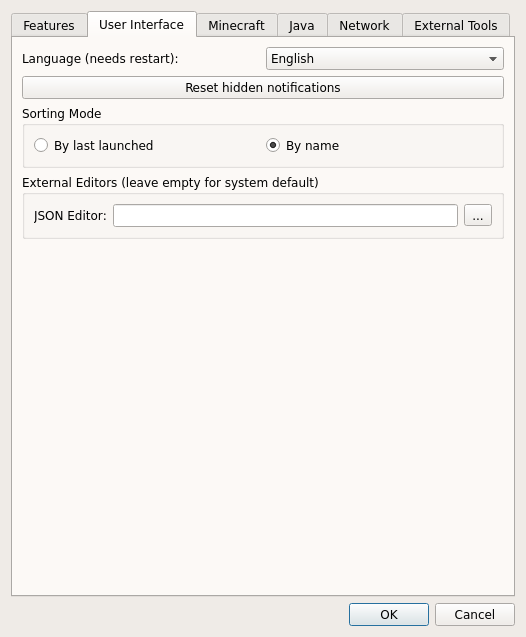 Features User Interface Minecraft Java Network External Tools
Language (needs restart): English
Reset hidden notifications
Sorting Mode
By last launched By name
External Editors (leave empty for system default)
JSON Editor: ...
OK Cancel